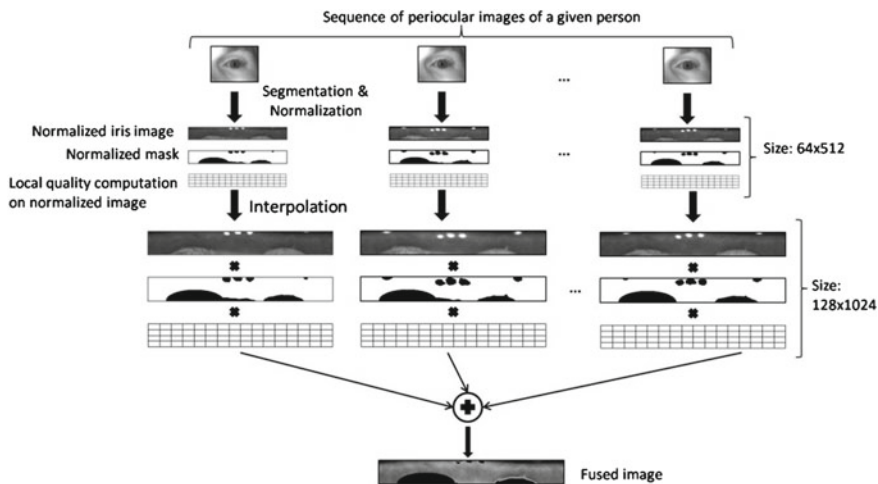 Sequence of periocular images of a given person
...
Segmentation &
Normalization
Normalized iris image
Normalized mask
...
Size: 64x512
Local quality computation
on normalized image
Interpolation
...
Size:
128x1024
Fused image